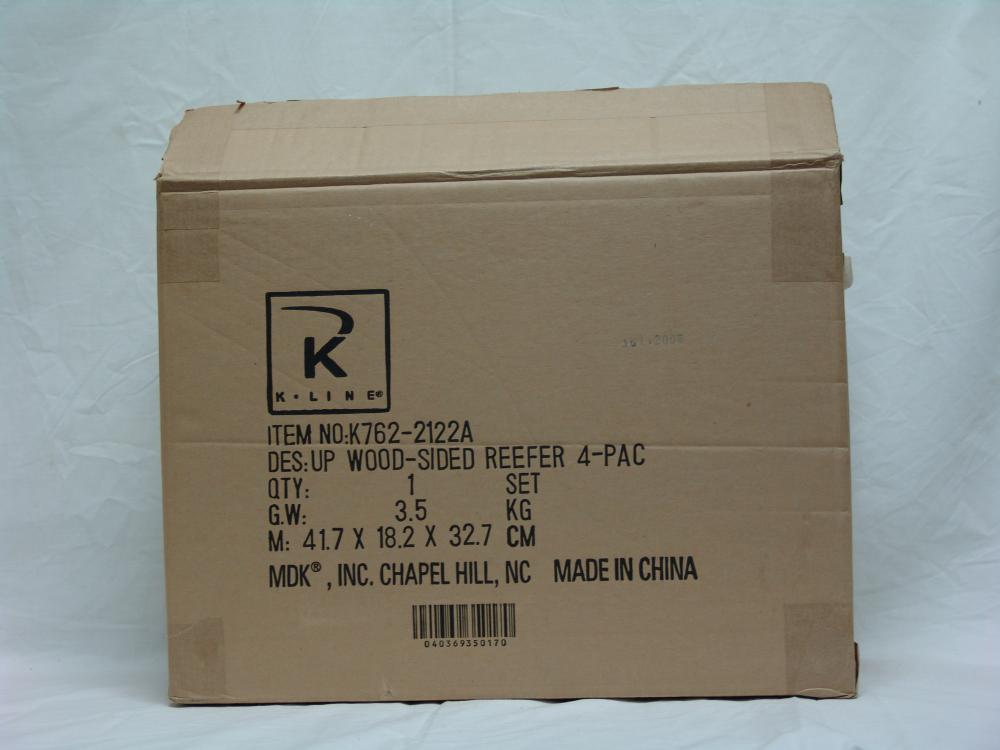 K
K•LINE®
ITEM NO:K762-2122A
DES:UP WOOD-SIDED REEFER 4-PAC
QTY: 1 SET
G.W: 3.5 KG
M: 41.7 X 18.2 X 32.7 CM
MDK®, INC. CHAPEL HILL, NC MADE IN CHINA
040369350170